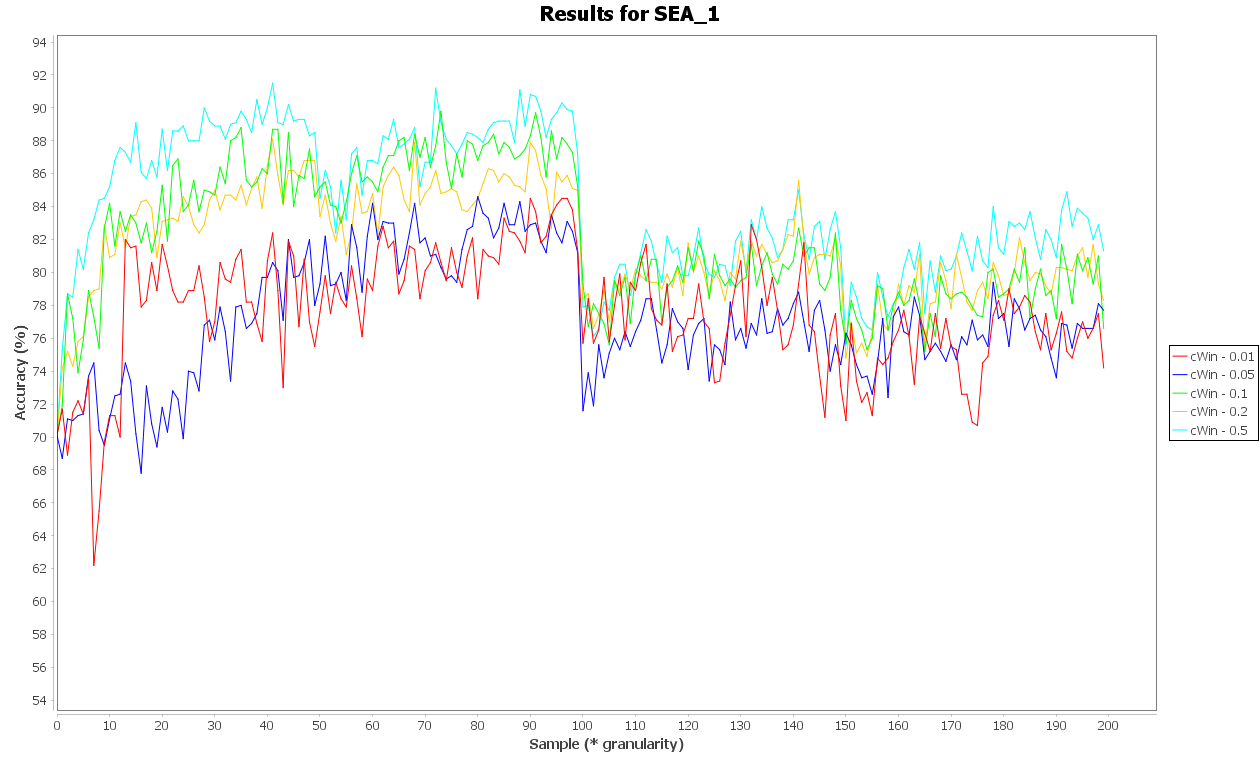 Results for SEA_1
94
92
90
88
86
84
82
80
78
76
74
72
70
68
66
64
62
60
58
56
54
Accuracy (%)
0 10 20 30 40 50 60 70 80 90 100 110 120 130 140 150 160 170 180 190 200
Sample (* granularity)
cWin - 0.01
cWin - 0.05
cWin - 0.1
cWin - 0.2
cWin - 0.5